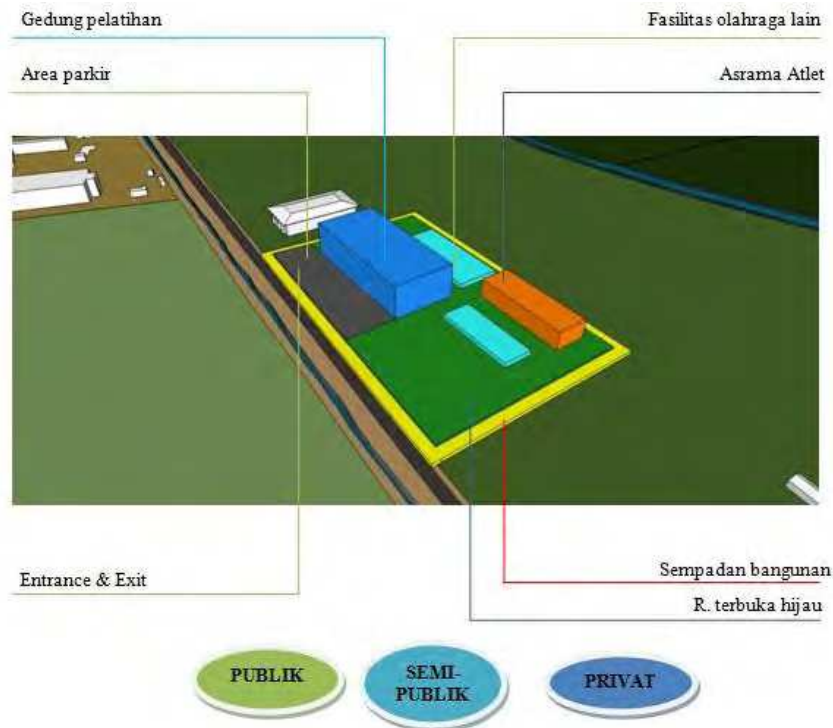 Gedung pelatihan
Fasilitas olahraga lain
Area parkir
Asrama Atlet
Entrance & Exit
Sempadan bangunan
R. terbuka hijau
PUBLIK
SEMI-
PUBLIK
PRIVAT